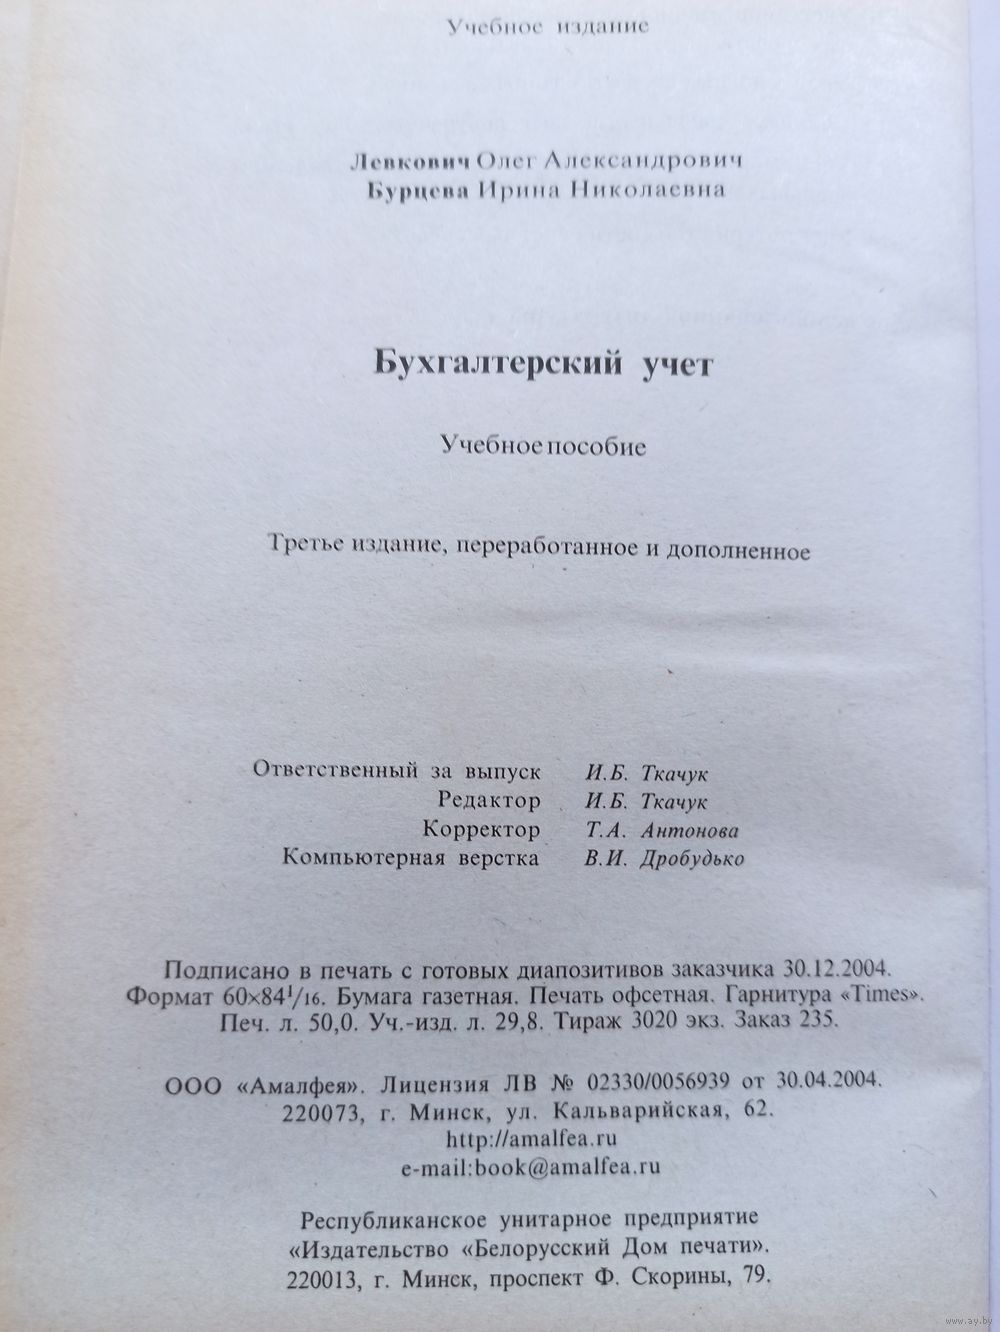 Учебное издание
Левкович Олег Александрович
Бурцева Ирина Николаевна
Бухгалтерский учет
Учебное пособие
Третье издание, переработанное и дополненное
Ответственный за выпуск И.Б. Ткачук
Редактор И.Б. Ткачук
Корректор Т.А. Антонова
Компьютерная верстка В.И. Дробудько
Подписано в печать с готовых диапозитивов заказчика 30.12.2004.
Формат 60×84¹/16. Бумага газетная. Печать офсетная. Гарнитура «Times».
Печ. л. 50,0. Уч.-изд. л. 29,8. Тираж 3020 экз. Заказ 235.
ООО «Амалфея». Лицензия ЛВ № 02330/0056939 от 30.04.2004.
220073, г. Минск, ул. Кальварийская, 62.
http://amalfea.ru
e-mail:book@amalfea.ru
Республиканское унитарное предприятие
«Издательство «Белорусский Дом печати».
220013, г. Минск, проспект Ф. Скорины, 79.
www.ay.by